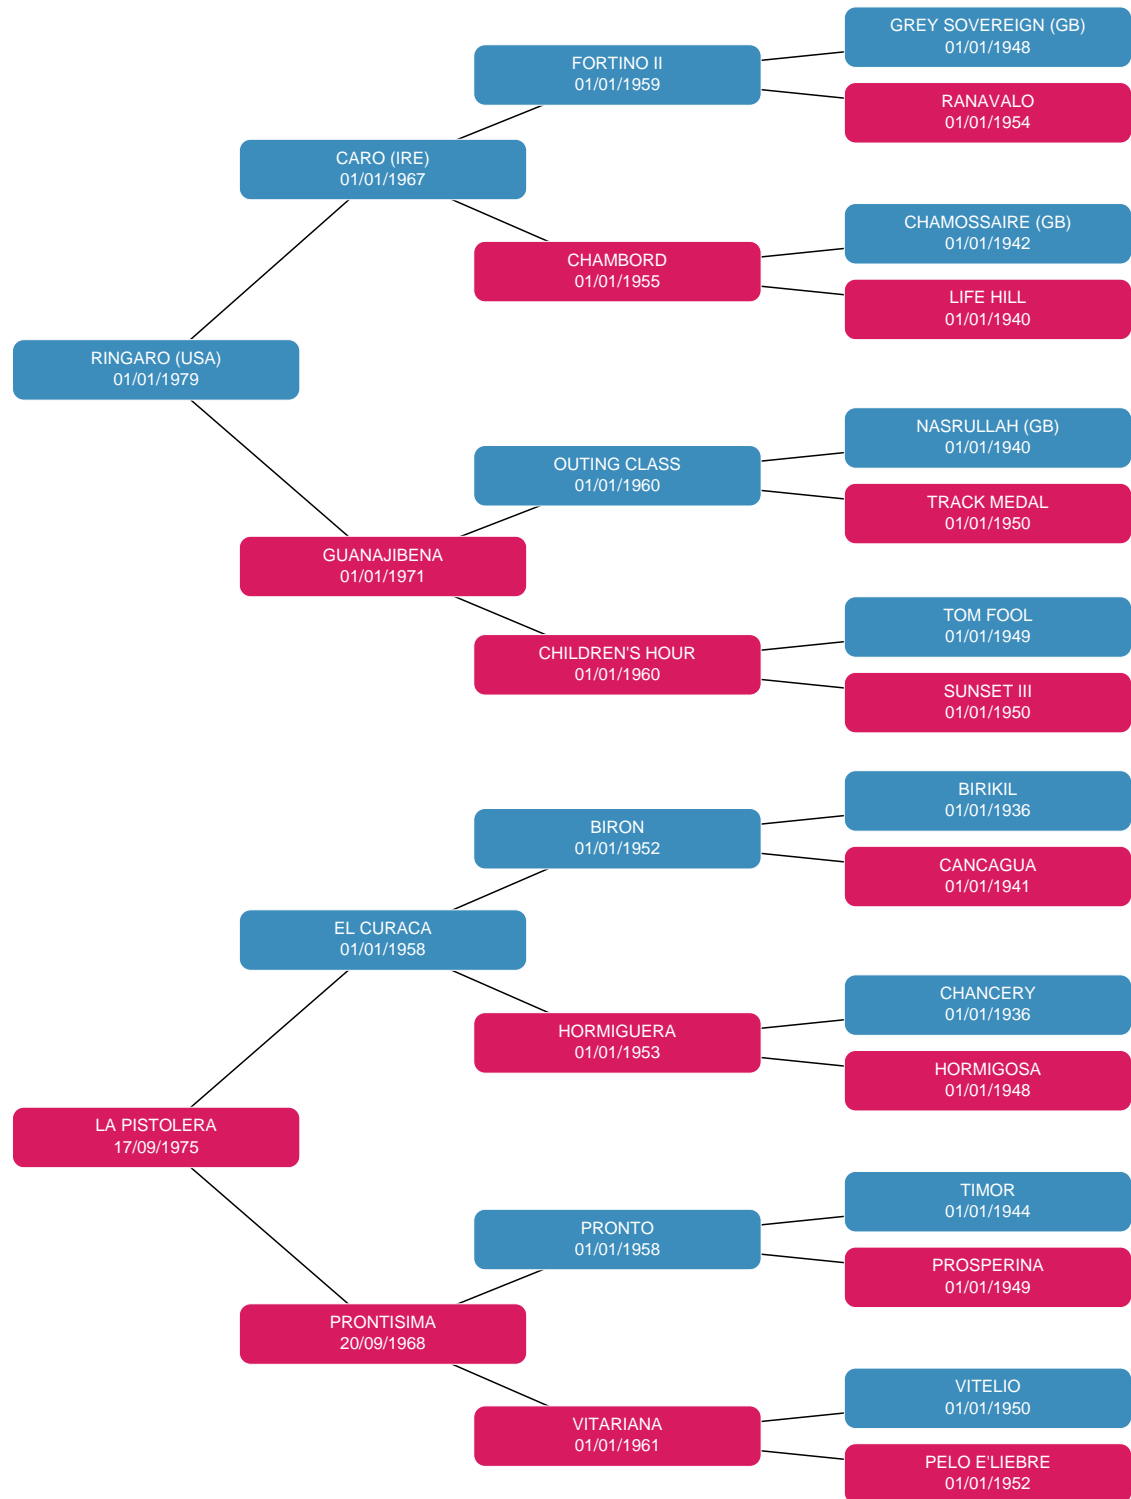 GREY SOVEREIGN (GB)
01/01/1948
FORTINO II
01/01/1959
RANAVALO
01/01/1954
CARO (IRE)
01/01/1967
CHAMOSSAIRE (GB)
01/01/1942
CHAMBORD
01/01/1955
LIFE HILL
01/01/1940
RINGARO (USA)
01/01/1979
NASRULLAH (GB)
01/01/1940
OUTING CLASS
01/01/1960
TRACK MEDAL
01/01/1950
GUANAJIBENA
01/01/1971
TOM FOOL
01/01/1949
CHILDREN'S HOUR
01/01/1960
SUNSET III
01/01/1950
BIRIKIL
01/01/1936
BIRON
01/01/1952
CANCAGUA
01/01/1941
EL CURACA
01/01/1958
CHANCERY
01/01/1936
HORMIGUERA
01/01/1953
HORMIGOSA
01/01/1948
LA PISTOLERA
17/09/1975
TIMOR
01/01/1944
PRONTO
01/01/1958
PROSPERINA
01/01/1949
PRONTISIMA
20/09/1968
VITELIO
01/01/1950
VITARIANA
01/01/1961
PELO E'LIEBRE
01/01/1952